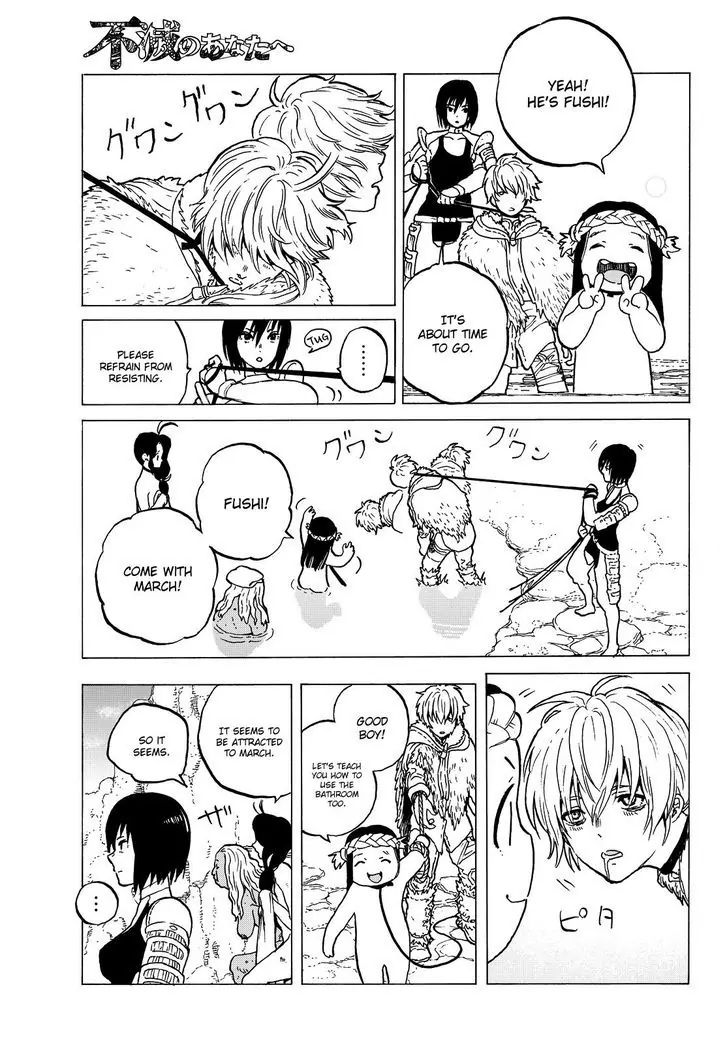 不滅のあなたへ
YEAH!
HE'S FUSHI!
IT'S
ABOUT TIME
TO GO.
グワン
グワン
TUG
......
PLEASE
REFRAIN FROM
RESISTING.
グワン
グワン
FUSHI!
COME WITH
MARCH!
ピタ
GOOD
BOY!
LET'S TEACH
YOU HOW TO
USE THE
BATHROOM
TOO.
IT SEEMS
TO BE
ATTRACTED
TO MARCH.
SO IT
SEEMS.
ザッ
...